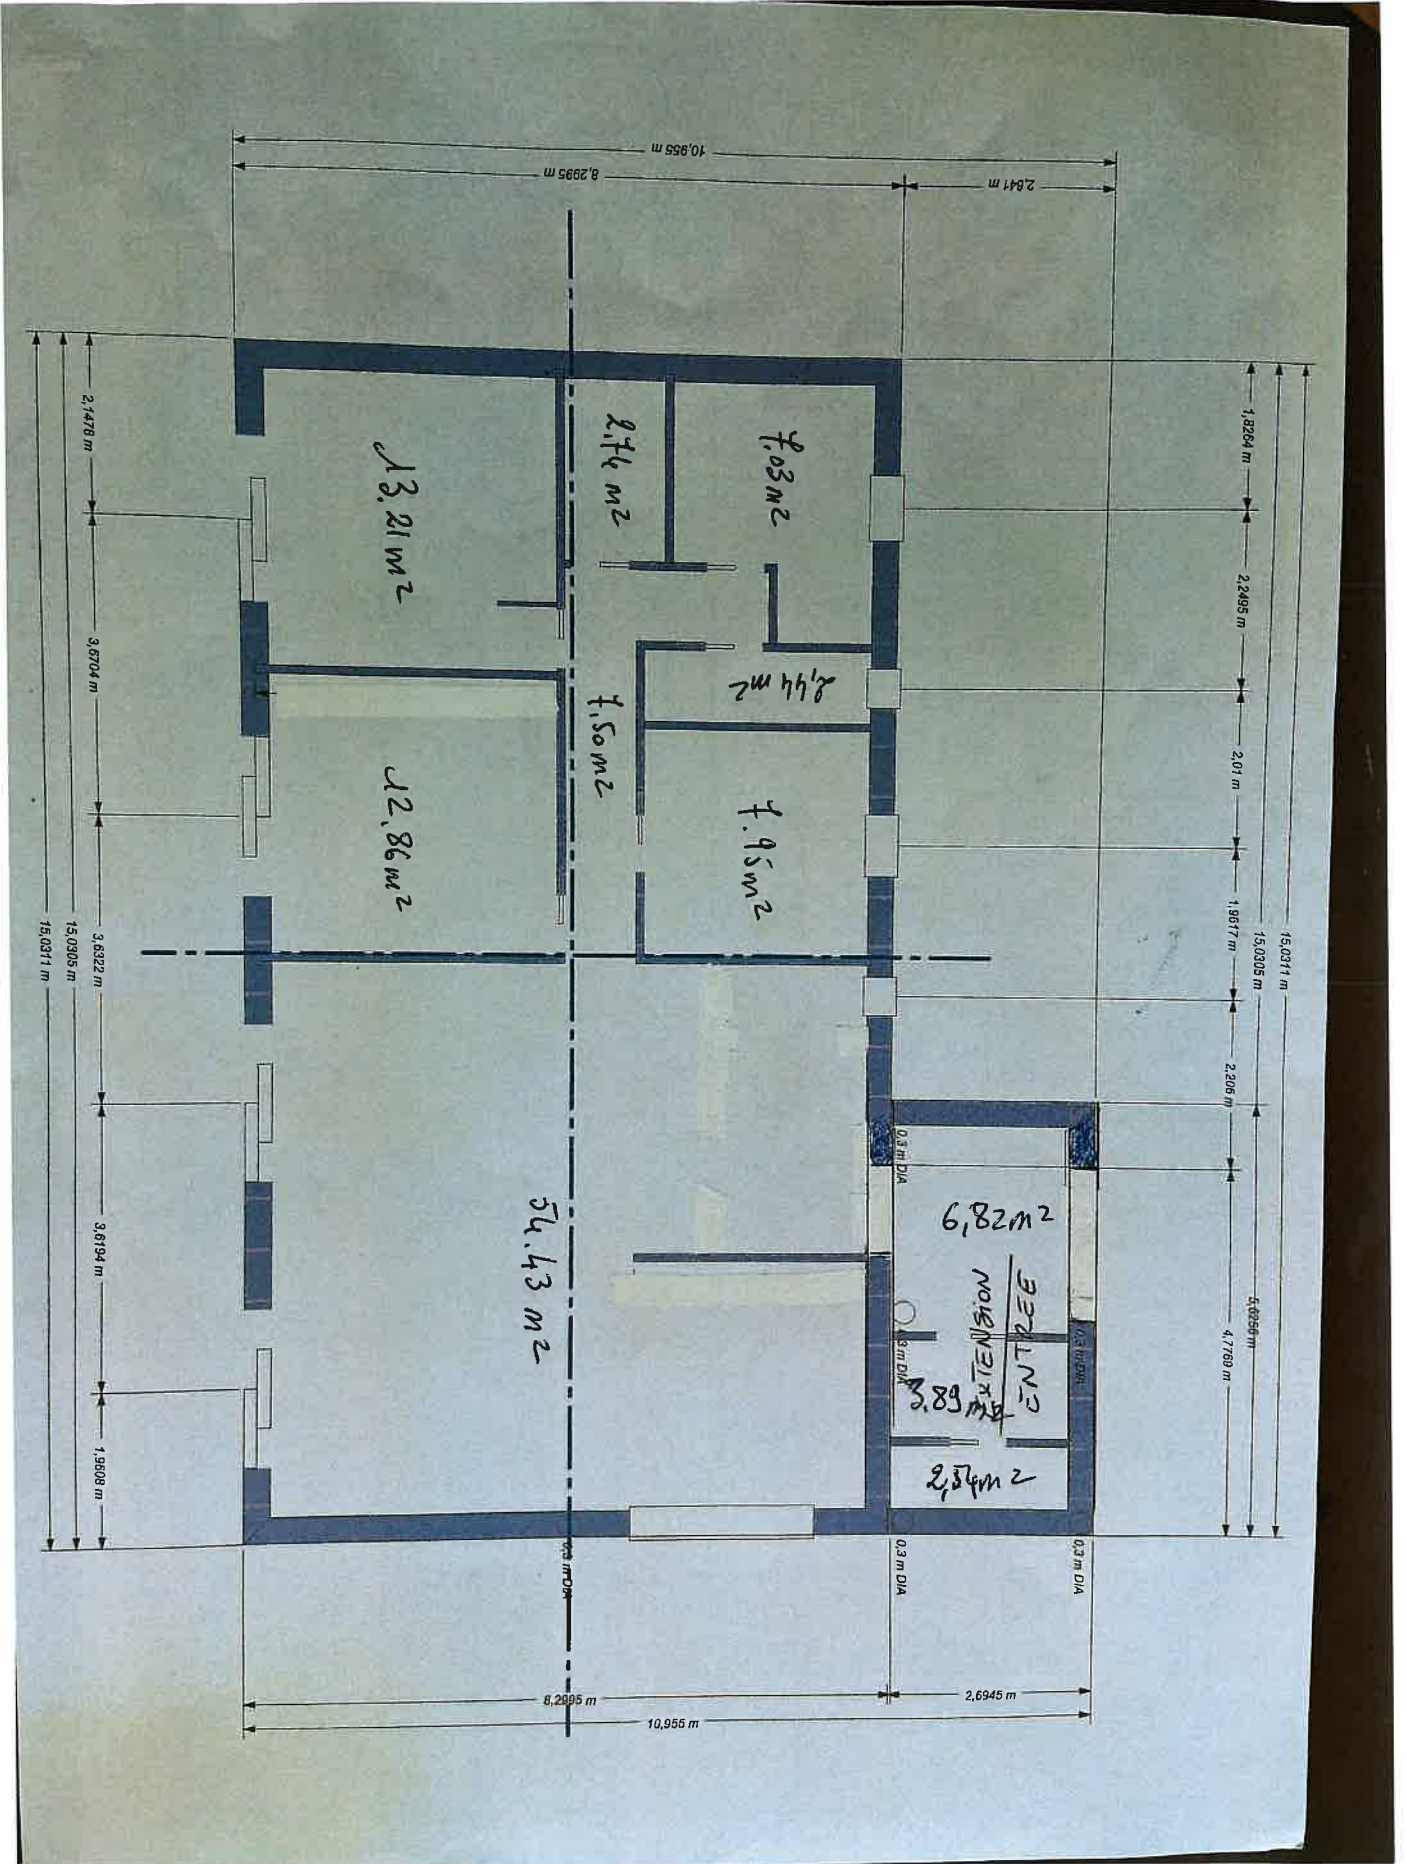 10,955 m
8,2995 m
2,641 m
2,1478 m
3,6704 m
3,6322 m
3,6194 m
1,9608 m
15,0305 m
15,0311 m
13.21 m2
2,74 m2
7,03 m2
2,44 m2
7,50 m2
12,86 m2
7.95 m2
54.43 m2
6,82 m2
EXTENSION
ENTREE
3.89 m2
2,54 m2
0,3 m DIA
0,3 m DIA
0,3 m DIA
0,3 m DIA
0,3 m DIA
0,3 m DIA
1,8264 m
2,2495 m
2,01 m
1,9617 m
2,206 m
4,7769 m
15,0305 m
5,6256 m
15,0311 m
8,2995 m
2,6945 m
10,955 m